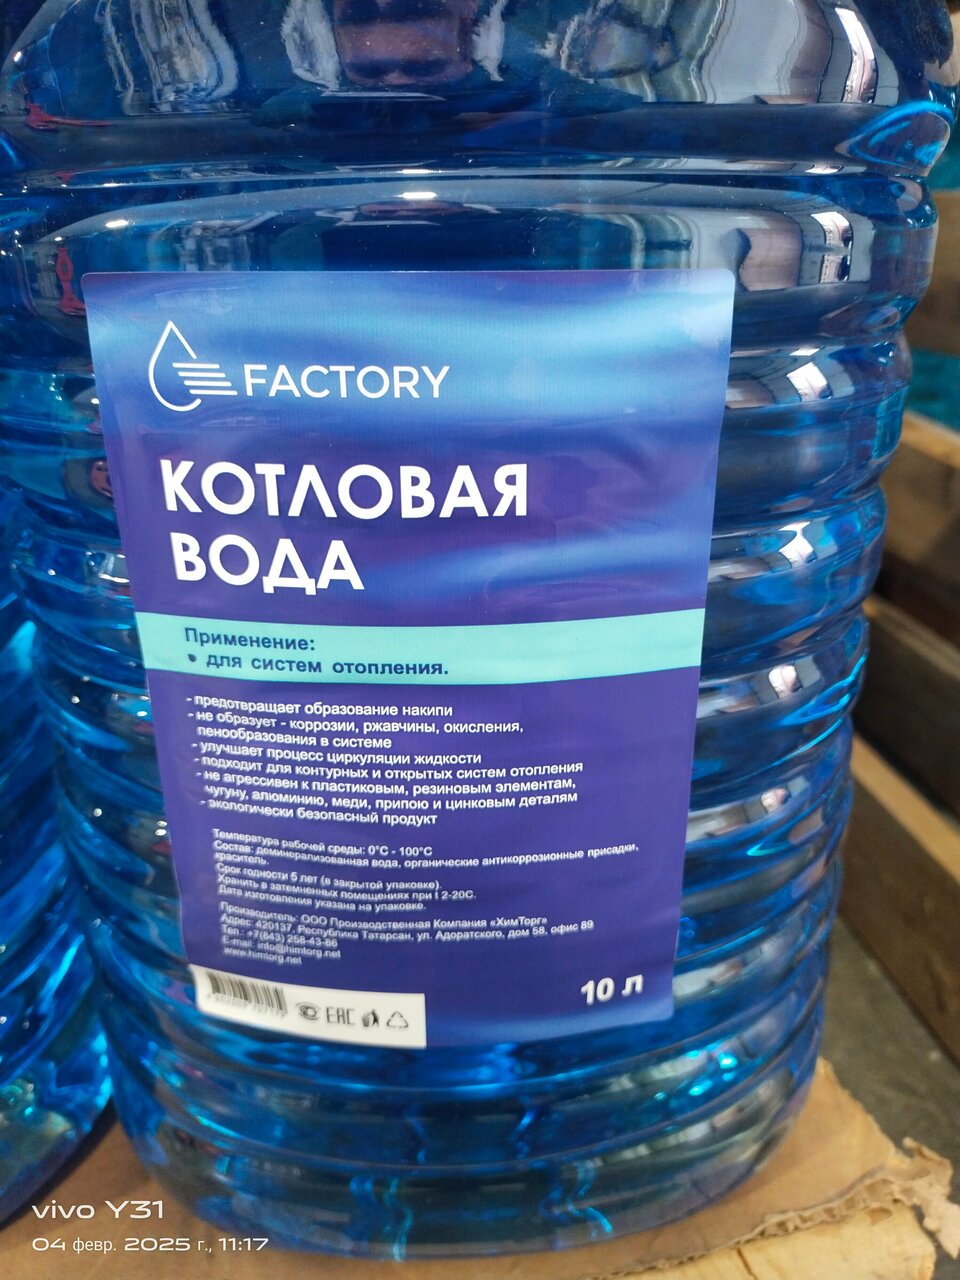 FACTORY
КОТЛОВАЯ
ВОДА
Применение:
• для систем отопления.
- предотвращает образование накипи
- не образует - коррозии, ржавчины, окисления,
пенообразования в системе
- улучшает процесс циркуляции жидкости
- подходит для контурных и открытых систем отопления
- не агрессивен к пластиковым, резиновым элементам,
чугуну, алюминию, меди, припою и цинковым деталям
- экологически безопасный продукт
Температура рабочей среды: 0°С - 100°С
Состав: деминерализованная вода, органические антикоррозионные присадки,
краситель.
Срок годности 5 лет (в закрытой упаковке).
Хранить в затемненных помещениях при t 2-20С.
Дата изготовления указана на упаковке.
Производитель: ООО Производственная Компания «ХимТорг»
Адрес: 420137, Республика Татарсан, ул. Адоратского, дом 58, офис 89
Тел.: +7(843) 258-43-86
E-mail: info@himtorg.net
www.himtorg.net
10 л
ЕАС
vivo Y31
04 февр. 2025 г., 11:17